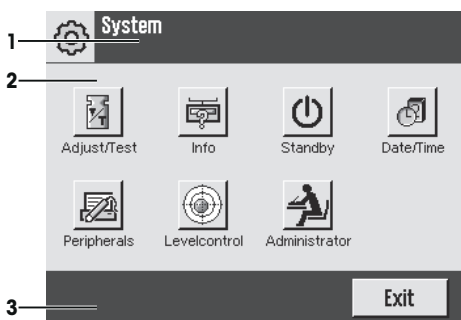 System
1
2
Adjust/Test Info Standby Date/Time
Peripherals Levelcontrol Administrator
3
Exit